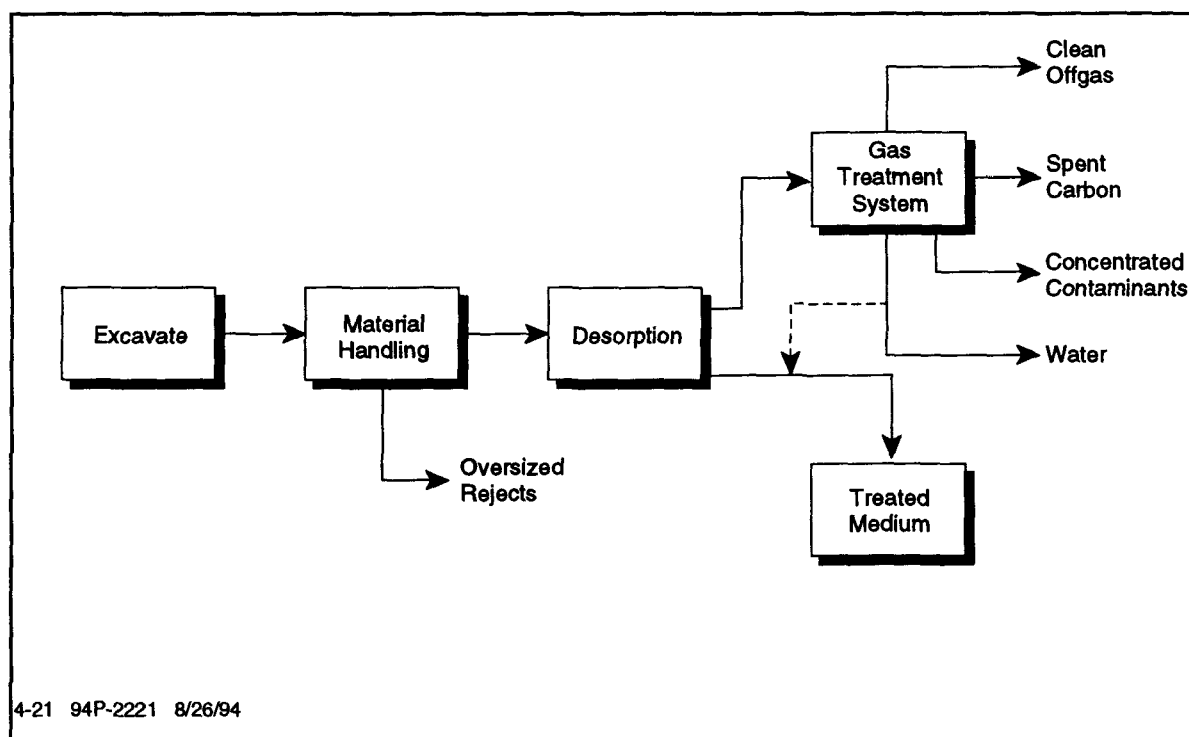 Clean
Offgas
Gas
Treatment
System
Spent
Carbon
Concentrated
Contaminants
Excavate
Material
Handling
Desorption
Water
Oversized
Rejects
Treated
Medium
4-21 94P-2221 8/26/94